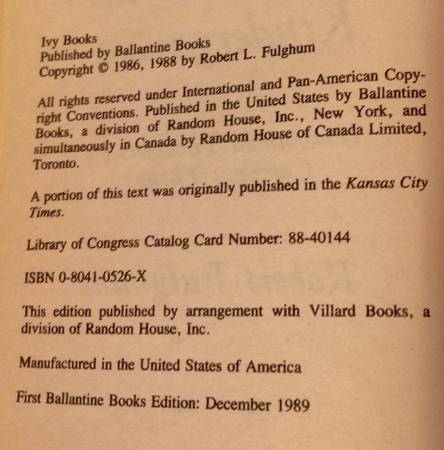 Ivy Books
Published by Ballantine Books
Copyright © 1986, 1988 by Robert L. Fulghum
All rights reserved under International and Pan-American Copy-
right Conventions. Published in the United States by Ballantine
Books, a division of Random House, Inc., New York, and
simultaneously in Canada by Random House of Canada Limited,
Toronto.
A portion of this text was originally published in the Kansas City
Times.
Library of Congress Catalog Card Number: 88-40144
ISBN 0-8041-0526-X
This edition published by arrangement with Villard Books, a
division of Random House, Inc.
Manufactured in the United States of America
First Ballantine Books Edition: December 1989